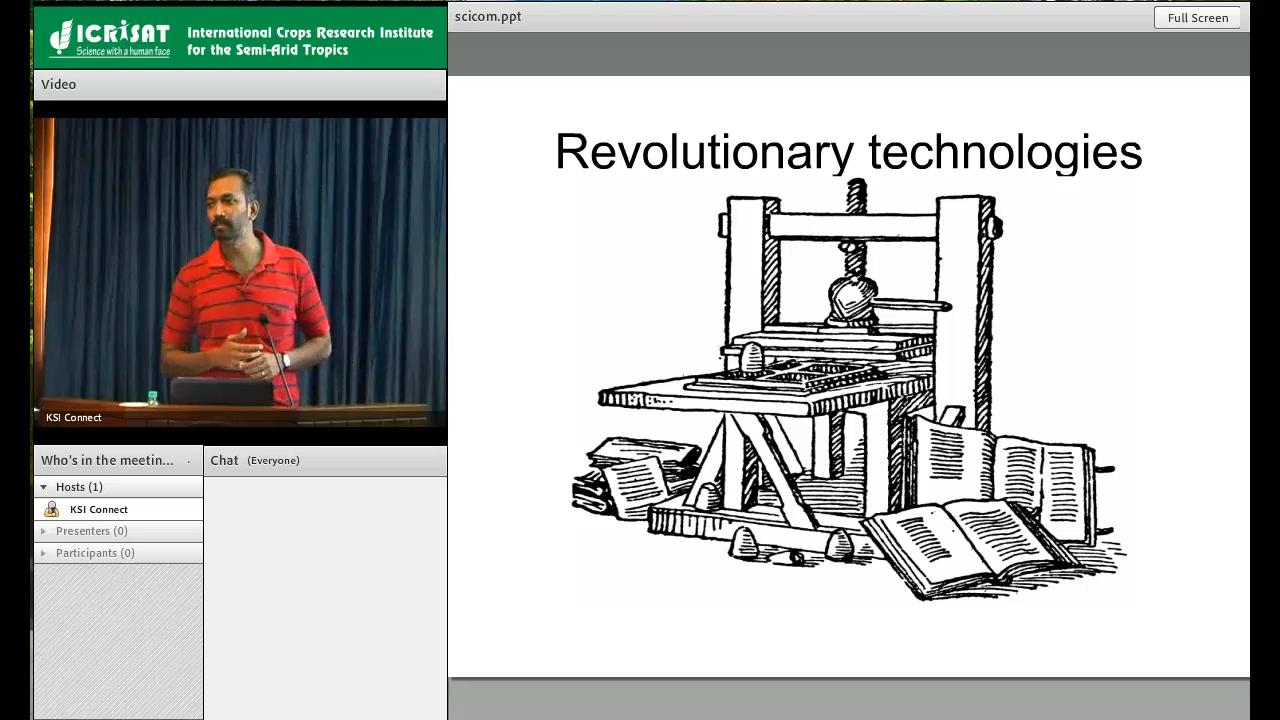 ICRISAT
Science with a human face
International Crops Research Institute
for the Semi-Arid Tropics
scicom.ppt
Full Screen
Video
Revolutionary technologies
KSI Connect
Who's in the meetin...
Chat (Everyone)
Hosts (1)
KSI Connect
Presenters (0)
Participants (0)